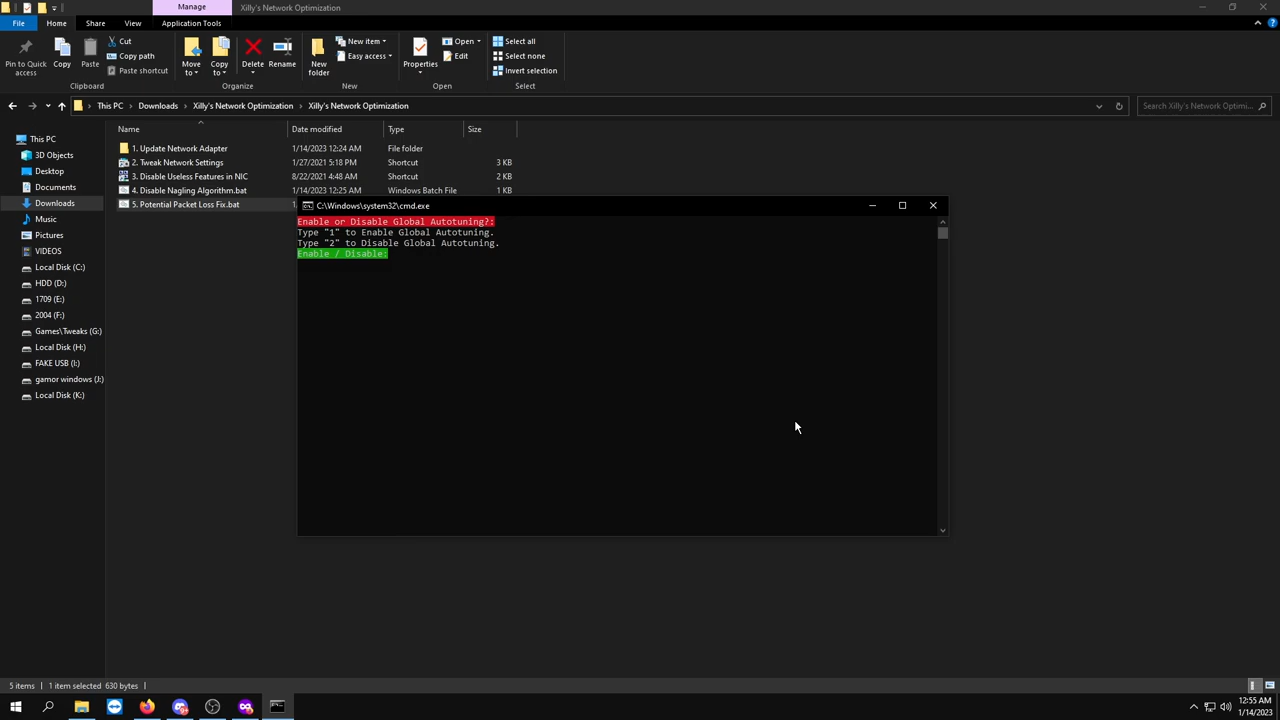 Manage
Xilly's Network Optimization
File
Home
Share
View
Application Tools
Pin to Quick access
Copy
Paste
Cut
Copy path
Paste shortcut
Clipboard
Move to
Copy to
Delete
Rename
Organize
New folder
New item
Easy access
New
Properties
Open
Edit
Open
Select all
Select none
Invert selection
Select
This PC
Downloads
Xilly's Network Optimization
Xilly's Network Optimization
Search Xilly's Network Optimi...
Name
Date modified
Type
Size
This PC
3D Objects
Desktop
Documents
Downloads
Music
Pictures
VIDEOS
Local Disk (C:)
HDD (D:)
1709 (E:)
2004 (F:)
Games\Tweaks (G:)
Local Disk (H:)
FAKE USB (I:)
gamor windows (J:)
Local Disk (K:)
1. Update Network Adapter 1/14/2023 12:24 AM File folder
2. Tweak Network Settings 1/27/2021 5:18 PM Shortcut 3 KB
3. Disable Useless Features in NIC 8/22/2021 4:48 AM Shortcut 2 KB
4. Disable Nagling Algorithm.bat 1/14/2023 12:25 AM Windows Batch File 1 KB
5. Potential Packet Loss Fix.bat
C:\Windows\system32\cmd.exe
Enable or Disable Global Autotuning?:
Type "1" to Enable Global Autotuning.
Type "2" to Disable Global Autotuning.
Enable / Disable:
5 items
1 item selected 630 bytes
12:55 AM
1/14/2023